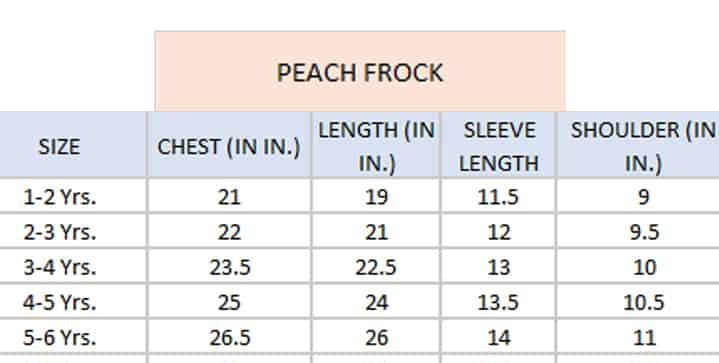 PEACH FROCK
SIZE CHEST (IN IN.) LENGTH (IN IN.) SLEEVE LENGTH SHOULDER (IN IN.)
1-2 Yrs. 21 19 11.5 9
2-3 Yrs. 22 21 12 9.5
3-4 Yrs. 23.5 22.5 13 10
4-5 Yrs. 25 24 13.5 10.5
5-6 Yrs. 26.5 26 14 11